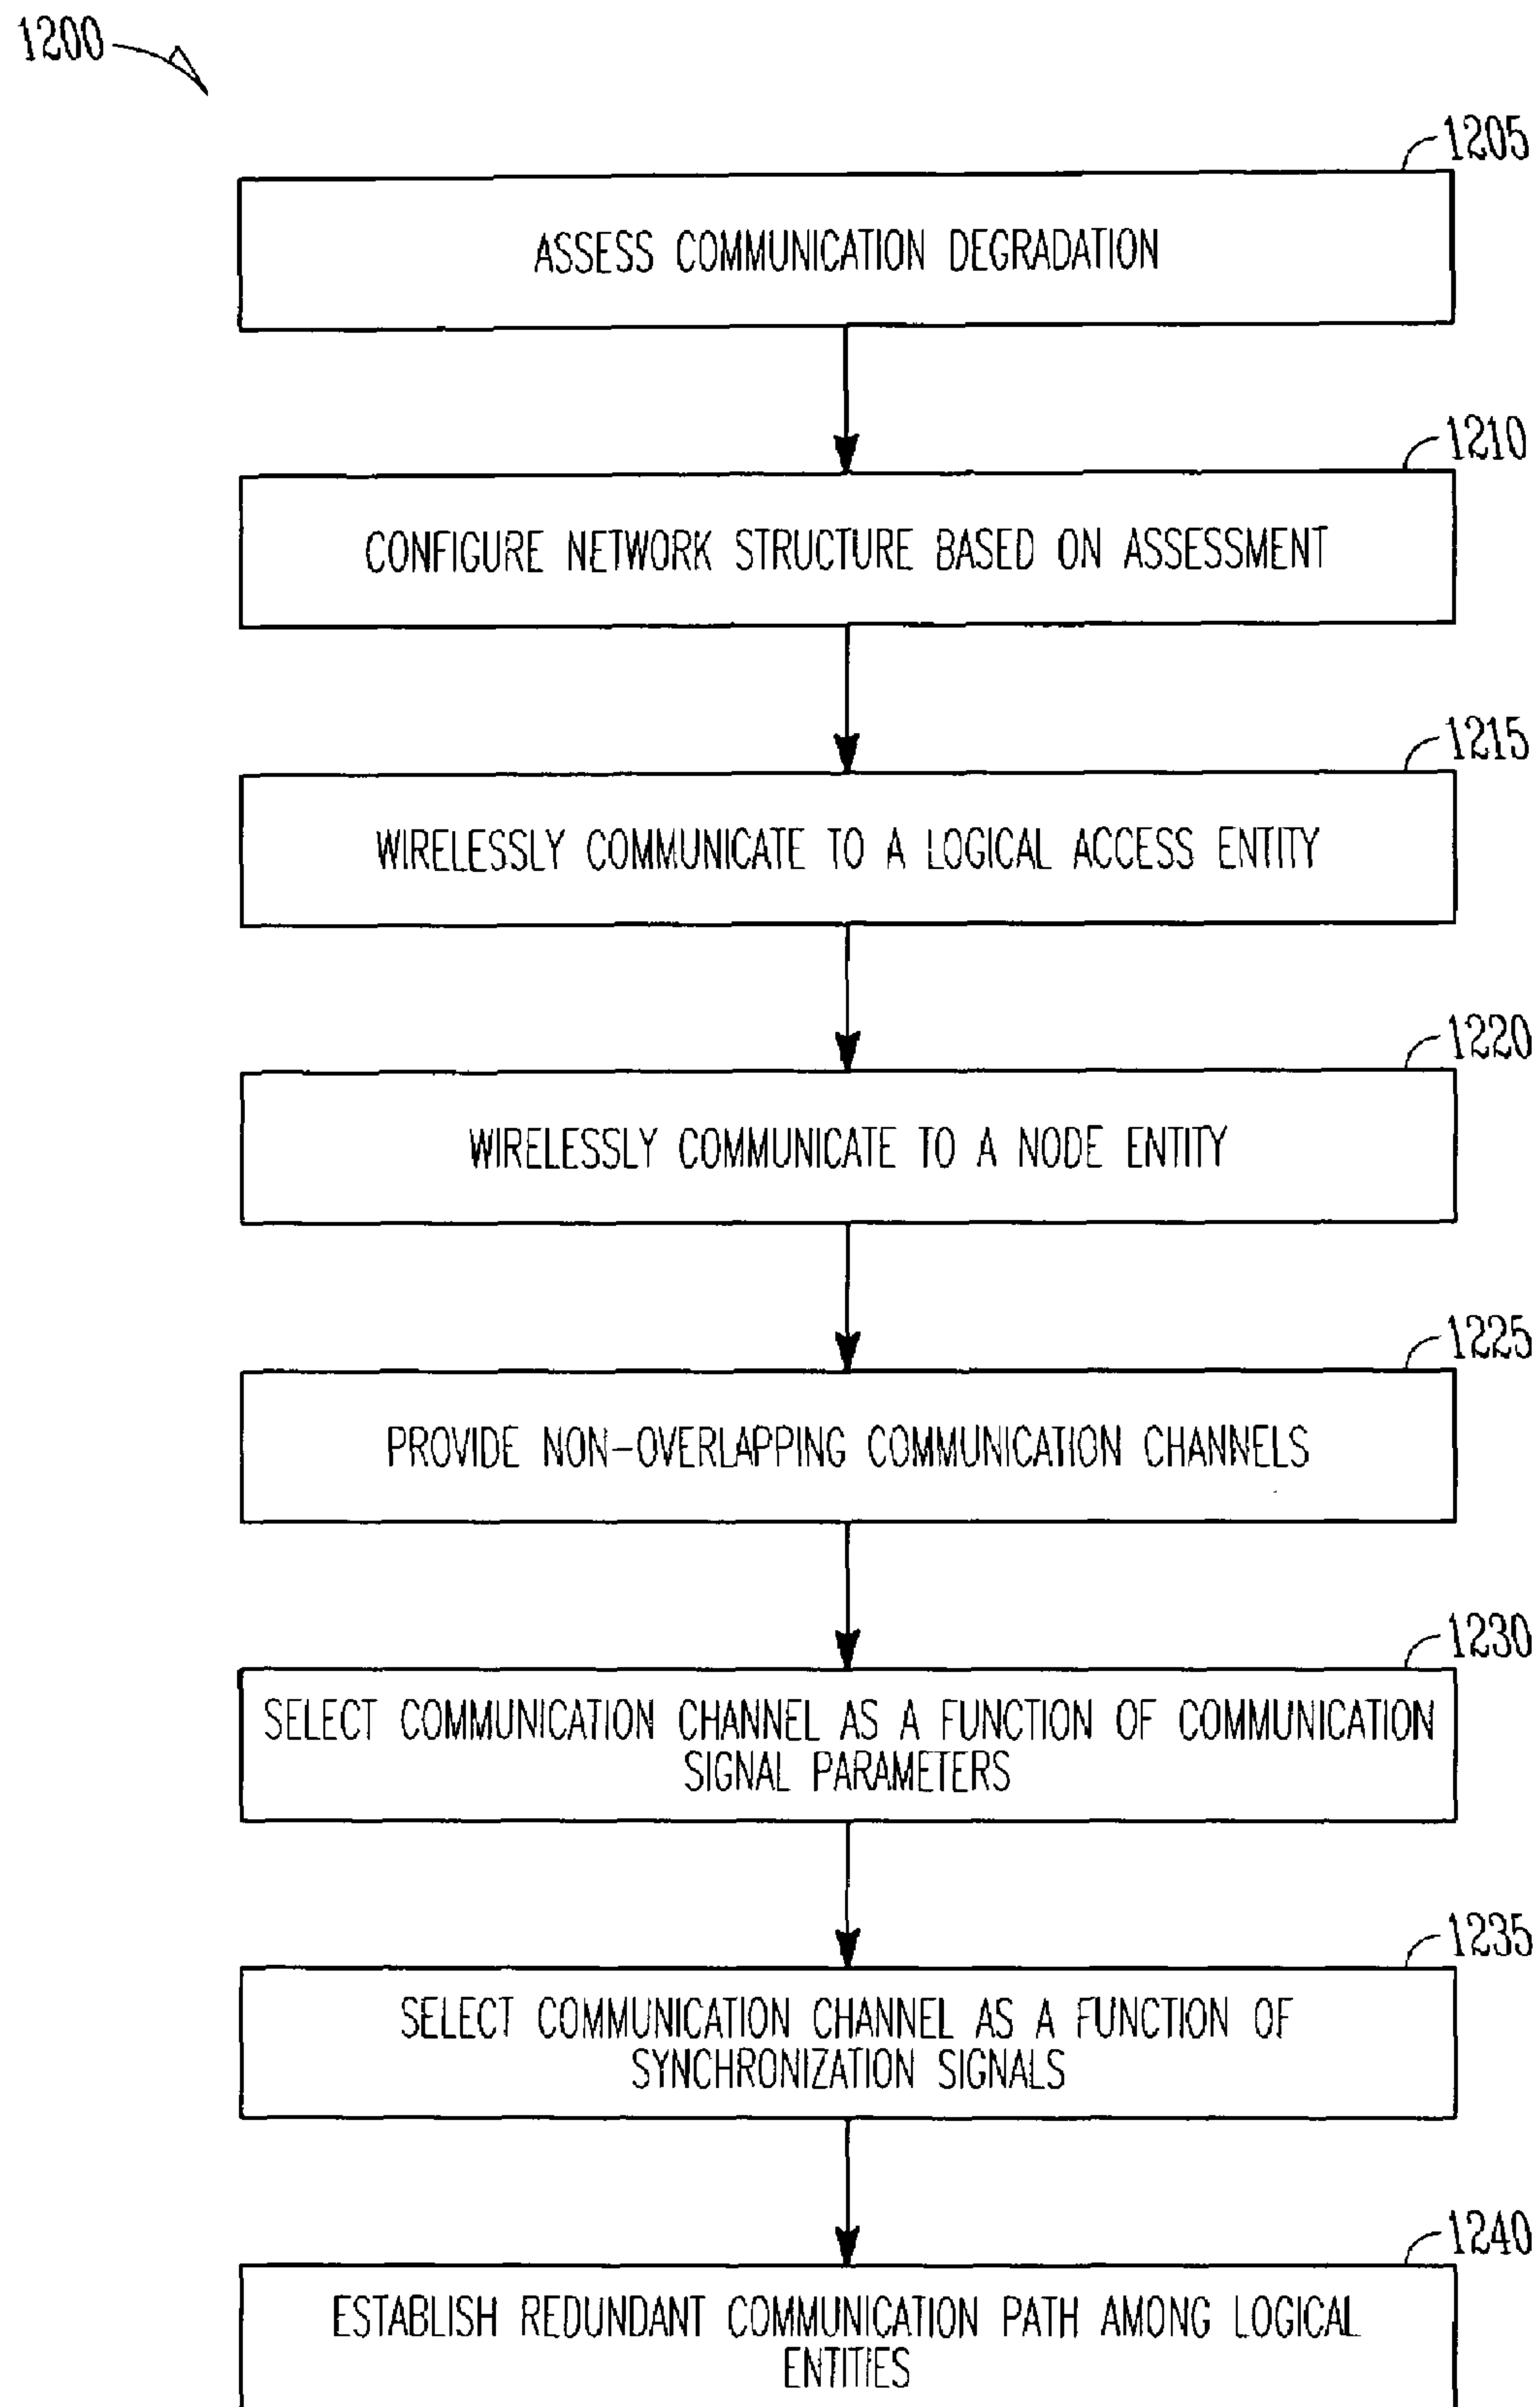 1200
1205
ASSESS COMMUNICATION DEGRADATION
1210
CONFIGURE NETWORK STRUCTURE BASED ON ASSESSMENT
1215
WIRELESSLY COMMUNICATE TO A LOGICAL ACCESS ENTITY
1220
WIRELESSLY COMMUNICATE TO A NODE ENTITY
1225
PROVIDE NON-OVERLAPPING COMMUNICATION CHANNELS
1230
SELECT COMMUNICATION CHANNEL AS A FUNCTION OF COMMUNICATION
SIGNAL PARAMETERS
1235
SELECT COMMUNICATION CHANNEL AS A FUNCTION OF
SYNCHRONIZATION SIGNALS
1240
ESTABLISH REDUNDANT COMMUNICATION PATH AMONG LOGICAL
ENTITIES